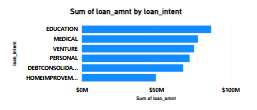 Sum of loan_amnt by loan_intent
loan_intent
EDUCATION
MEDICAL
VENTURE
PERSONAL
DEBTCONSOLIDA...
HOMEIMPROVEM...
$0M $50M $100M
Sum of loan_amnt